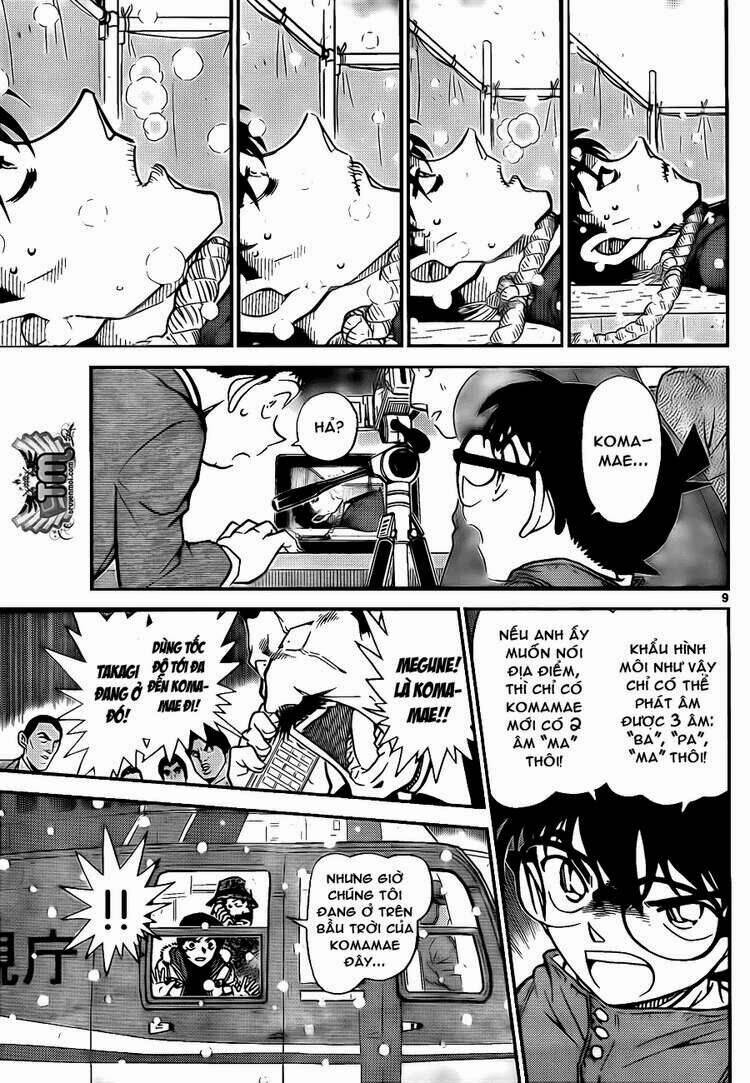 KOMA-
MAE...
HẢ?
9
KHẨU HÌNH
MÔI NHƯ VẬY
CHỈ CÓ THỂ
PHÁT ÂM
ĐƯỢC 3 ÂM:
"BA", "PA",
"MA" THÔI!
NẾU ANH ẤY
MUỐN NÓI
ĐỊA ĐIỂM,
THÌ CHỈ CÓ
KOMAMAE
MỚI CÓ 2
ÂM "MA"
THÔI!
MEGUNE!
LÀ KOMA-
MAE!!
DÙNG TỐC
ĐỘ TỐI ĐA
ĐẾN KOMA-
MAE ĐI!
TAKAGI
ĐANG Ở
ĐÓ!
NHƯNG GIỜ
CHÚNG TÔI
ĐANG Ở TRÊN
BẦU TRỜI CỦA
KOMAMAE
ĐÂY...
!!
視庁